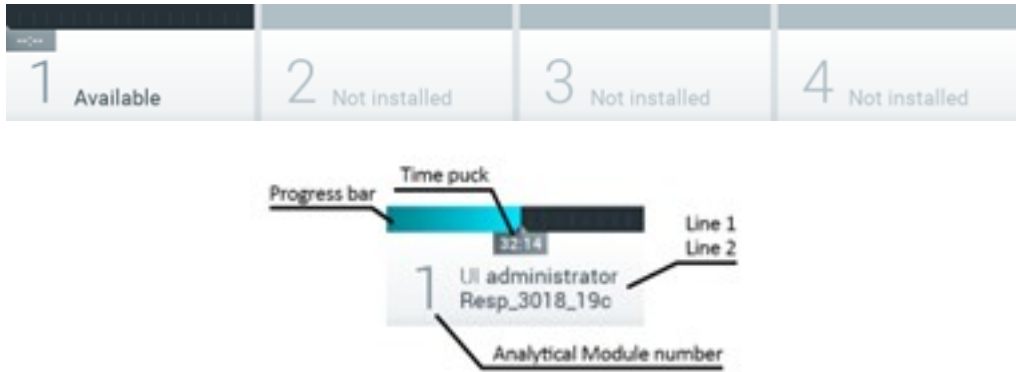 --:--
1 Available
2 Not installed
3 Not installed
4 Not installed
Time puck
Progress bar
Line 1
Line 2
32:14
1 UI administrator
Resp_3018_19c
Analytical Module number